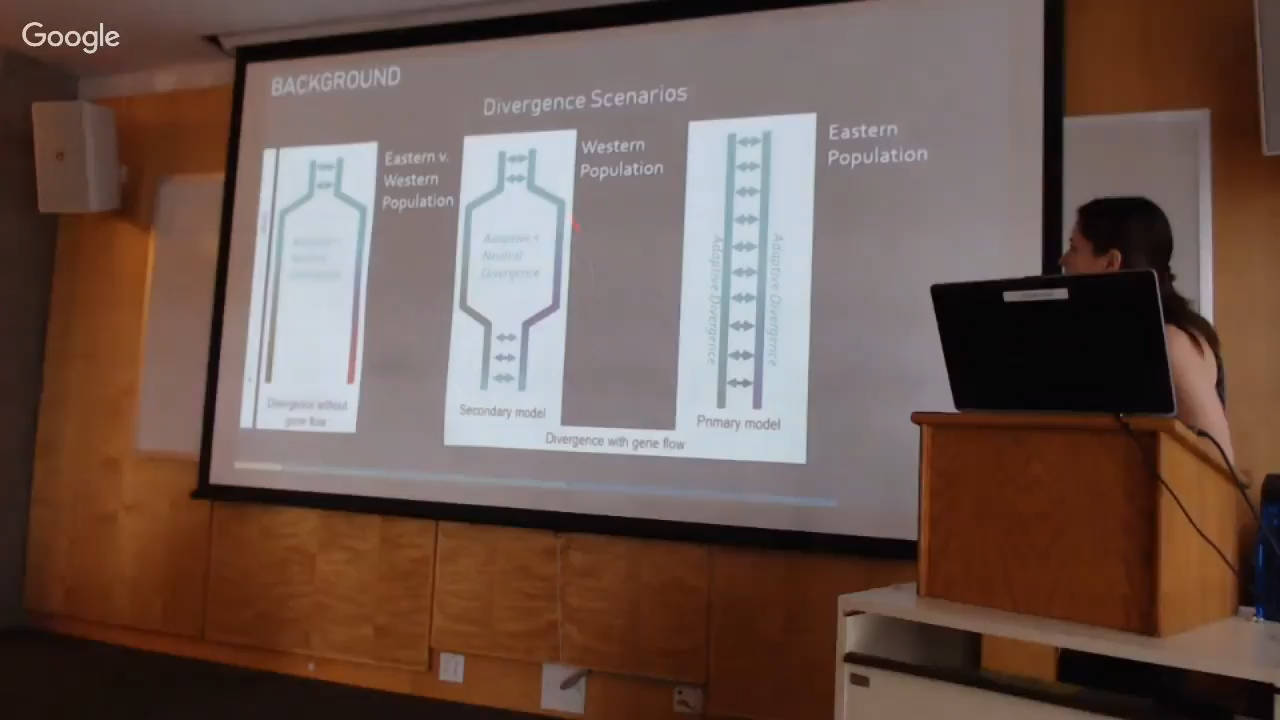 Google
BACKGROUND
Divergence Scenarios
Eastern v.
Western
Population
Divergence without
gene flow
Western
Population
Adaptive +
Neutral
Divergence
Secondary model
Eastern
Population
Adaptive Divergence
Adaptive Divergence
Primary model
Divergence with gene flow